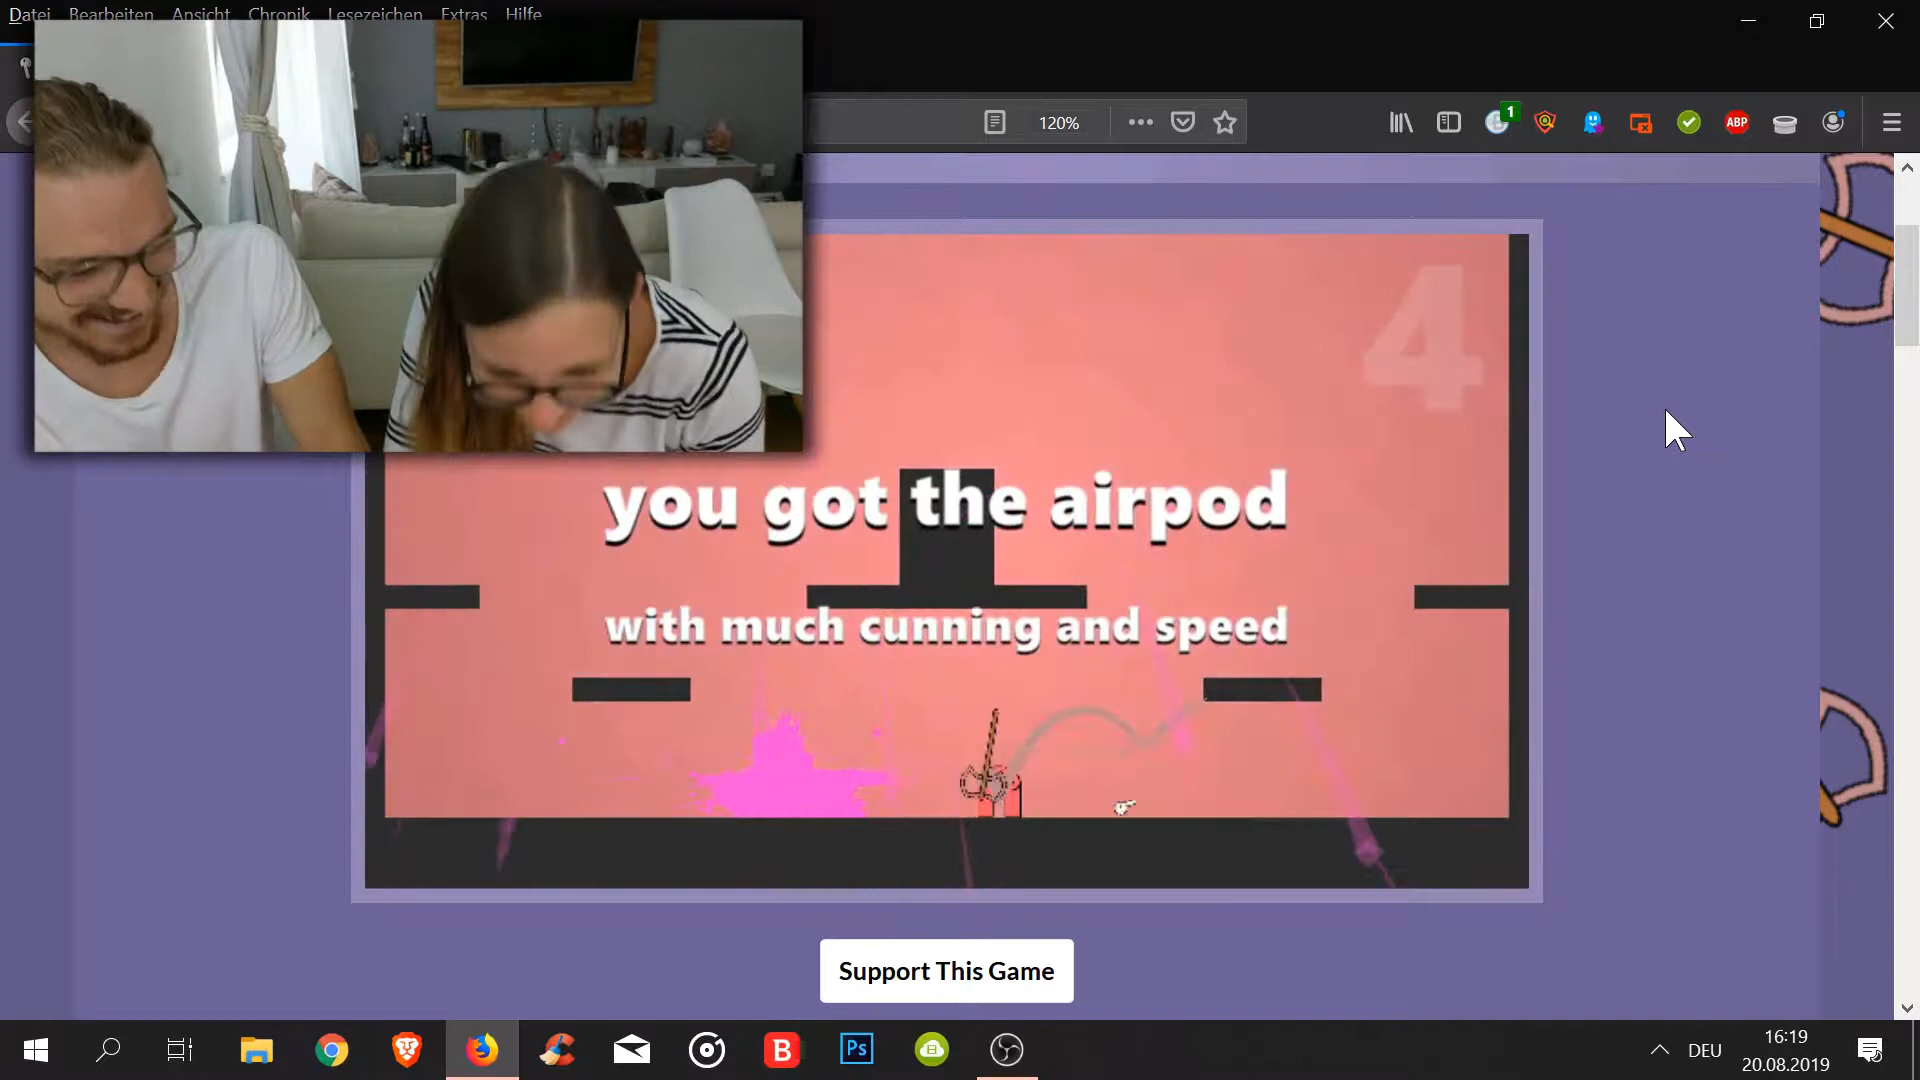 Datei Bearbeiten Ansicht Chronik Lesezeichen Extras Hilfe
120%
1
ABP
4
you got the airpod
with much cunning and speed
Support This Game
B
Ps
DEU
16:19
20.08.2019